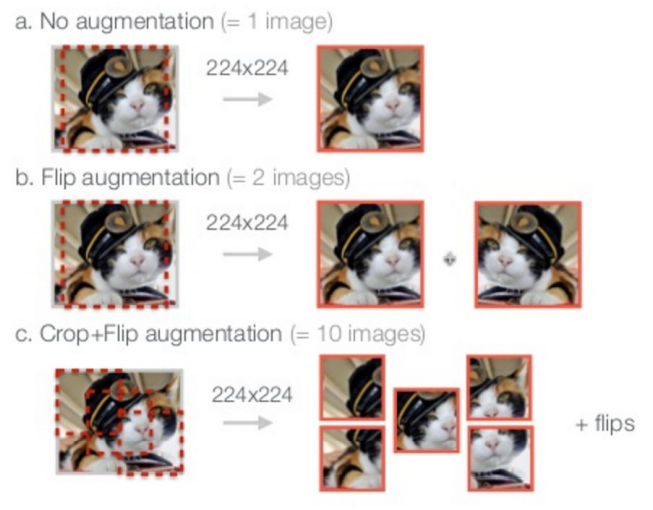 a. No augmentation (= 1 image)
224x224
b. Flip augmentation (= 2 images)
224x224
c. Crop+Flip augmentation (= 10 images)
224x224
+ flips